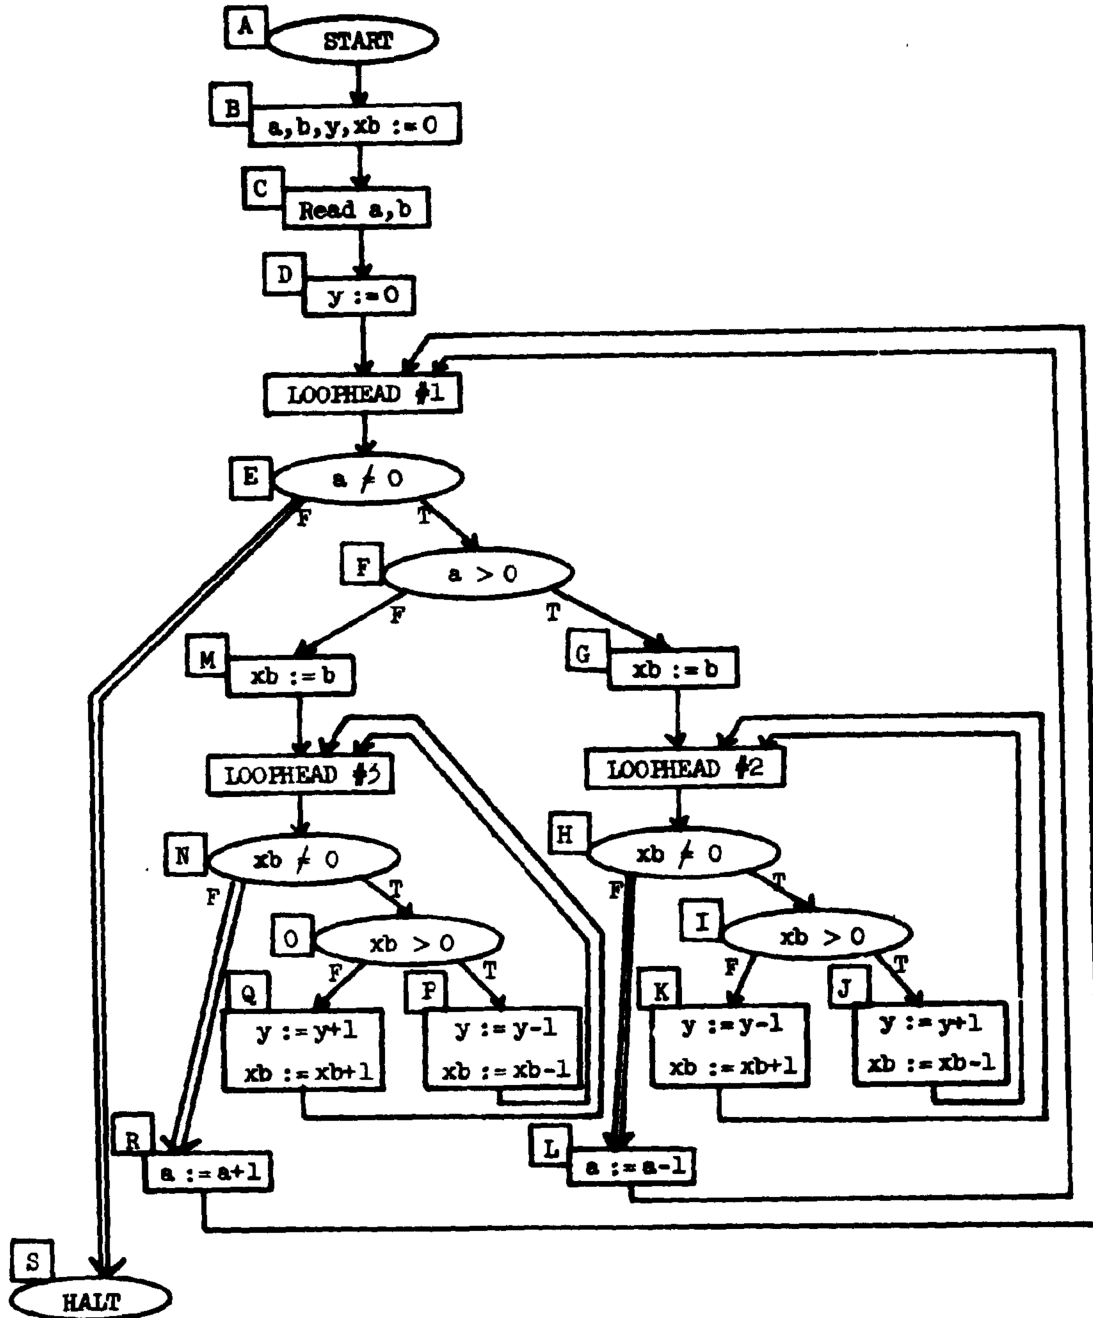 A
START
B
a,b,y,xb := 0
C
Read a,b
D
y := 0
LOOPHEAD #1
E
a ≠ 0
F
T
F
a > 0
F
T
M
xb := b
G
xb := b
LOOPHEAD #3
LOOPHEAD #2
N
xb ≠ 0
H
xb ≠ 0
F
T
F
T
O
xb > 0
I
xb > 0
F
T
F
T
Q
y := y+1
xb := xb+1
P
y := y-1
xb := xb-1
K
y := y-1
xb := xb+1
J
y := y+1
xb := xb-1
R
a := a+1
L
a := a-1
S
HALT